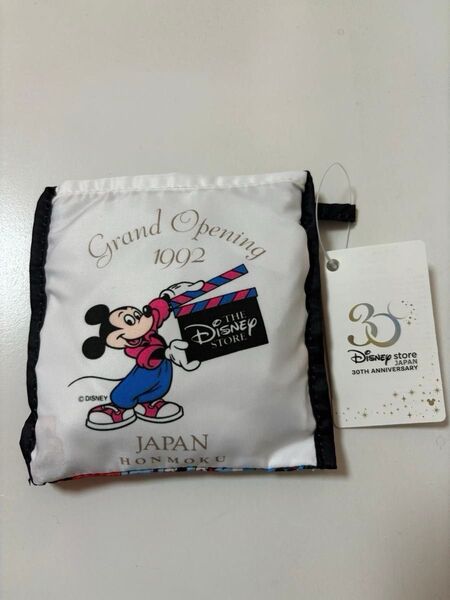 Grand Opening
1992
THE
Disney
STORE
© DISNEY
JAPAN
HONMOKU
30
Disney store
JAPAN
30TH ANNIVERSARY